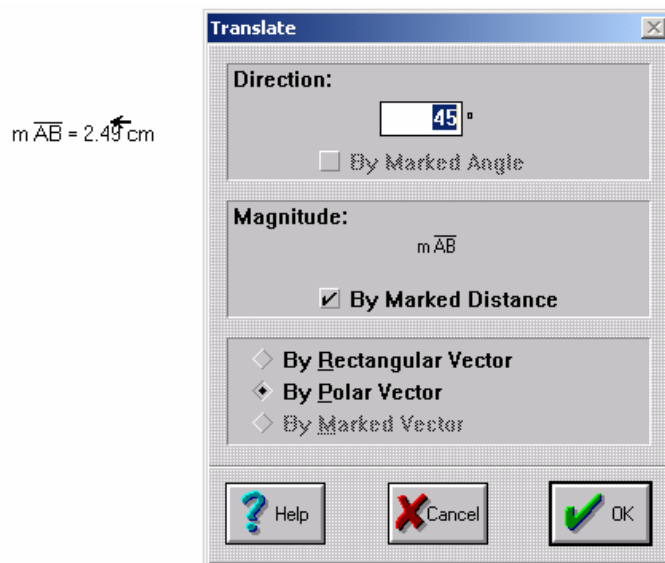 Translate
Direction:
45 °
By Marked Angle
m AB = 2.49 cm
Magnitude:
m AB
By Marked Distance
By Rectangular Vector
By Polar Vector
By Marked Vector
? Help
Cancel
OK